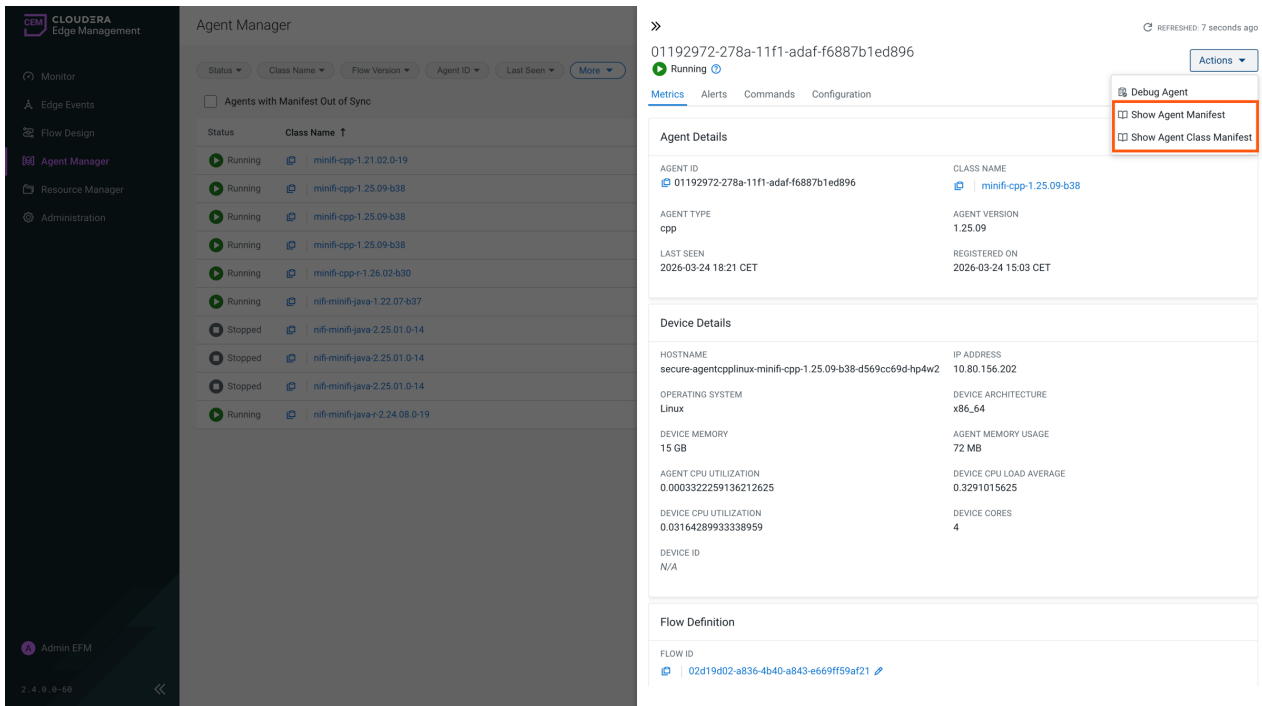 CEM CLOUDERA
Edge Management
Monitor
Edge Events
Flow Design
Agent Manager
Resource Manager
Administration
A Admin EFM
2.4.0.0-60
Agent Manager
Status Class Name Flow Version Agent ID Last Seen More
Agents with Manifest Out of Sync
Status Class Name ↑
Running minifi-cpp-1.21.02.0-19
Running minifi-cpp-1.25.09-b38
Running minifi-cpp-1.25.09-b38
Running minifi-cpp-1.25.09-b38
Running minifi-cpp-r-1.26.02-b30
Running nifi-minifi-java-1.22.07-b37
Stopped nifi-minifi-java-2.25.01.0-14
Stopped nifi-minifi-java-2.25.01.0-14
Stopped nifi-minifi-java-2.25.01.0-14
Running nifi-minifi-java-r-2.24.08.0-19
REFRESHED: 7 seconds ago
01192972-278a-11f1-adaf-f6887b1ed896
Running
Actions
Debug Agent
Show Agent Manifest
Show Agent Class Manifest
Metrics Alerts Commands Configuration
Agent Details
AGENT ID CLASS NAME
01192972-278a-11f1-adaf-f6887b1ed896 minifi-cpp-1.25.09-b38
AGENT TYPE AGENT VERSION
cpp 1.25.09
LAST SEEN REGISTERED ON
2026-03-24 18:21 CET 2026-03-24 15:03 CET
Device Details
HOSTNAME IP ADDRESS
secure-agentcpplinux-minifi-cpp-1.25.09-b38-d569cc69d-hp4w2 10.80.156.202
OPERATING SYSTEM DEVICE ARCHITECTURE
Linux x86_64
DEVICE MEMORY AGENT MEMORY USAGE
15 GB 72 MB
AGENT CPU UTILIZATION DEVICE CPU LOAD AVERAGE
0.0003322259136212625 0.3291015625
DEVICE CPU UTILIZATION DEVICE CORES
0.03164289933338959 4
DEVICE ID
N/A
Flow Definition
FLOW ID
02d19d02-a836-4b40-a843-e669ff59af21